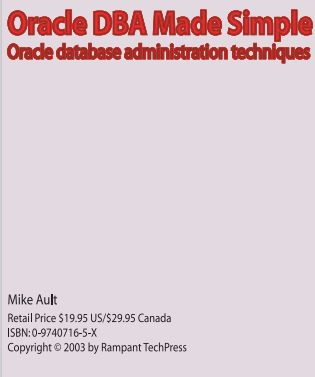 Oracle DBA Made Simple
Oracle database administration techniques
Mike Ault
Retail Price $19.95 US/$29.95 Canada
ISBN: 0-9740716-5-X
Copyright © 2003 by Rampant TechPress